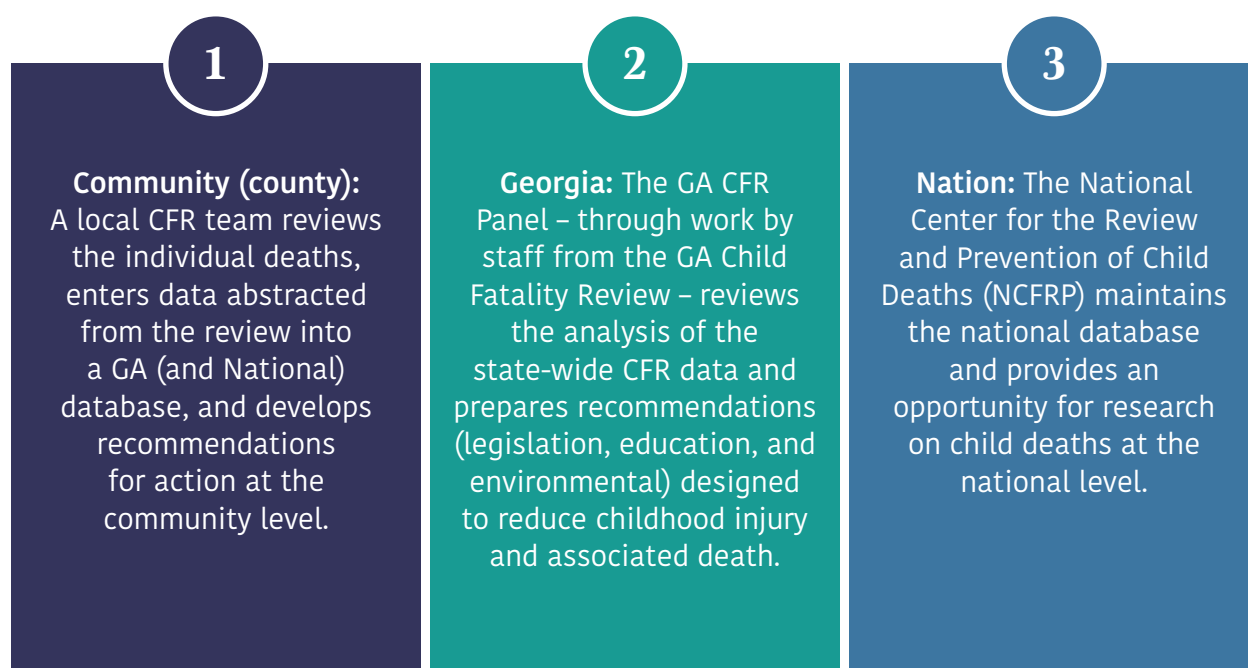 1
Community (county):
A local CFR team reviews
the individual deaths,
enters data abstracted
from the review into
a GA (and National)
database, and develops
recommendations
for action at the
community level.
2
Georgia: The GA CFR
Panel – through work by
staff from the GA Child
Fatality Review – reviews
the analysis of the
state-wide CFR data and
prepares recommendations
(legislation, education, and
environmental) designed
to reduce childhood injury
and associated death.
3
Nation: The National
Center for the Review
and Prevention of Child
Deaths (NCFRP) maintains
the national database
and provides an
opportunity for research
on child deaths at the
national level.